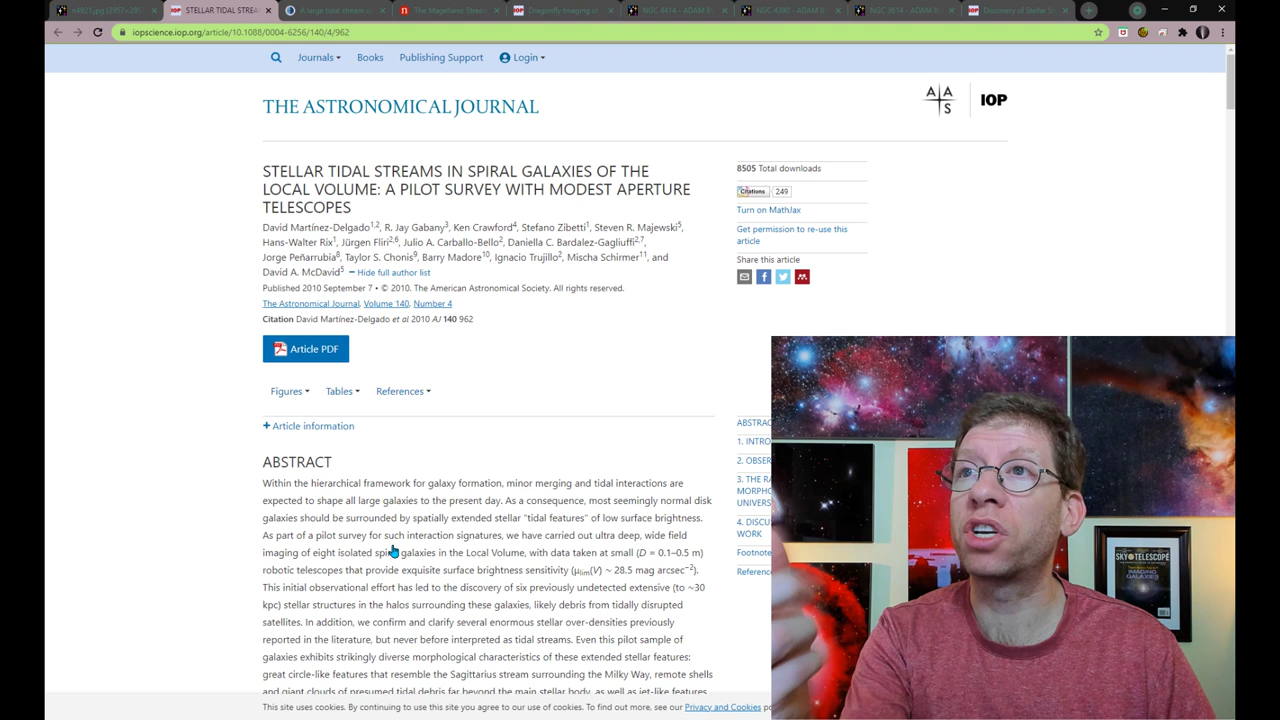 n4921.jpg (2957×295
STELLAR TIDAL STREA
A large tidal stream o
The Magellanic Strea
Dragonfly Imaging of
NGC 4414 - ADAM B
NGC 4390 - ADAM B
NGC 3614 - ADAM B
Discovery of Stellar S
iopscience.iop.org/article/10.1088/0004-6256/140/4/962
Journals
Books
Publishing Support
Login
THE ASTRONOMICAL JOURNAL
A A
S
IOP
STELLAR TIDAL STREAMS IN SPIRAL GALAXIES OF THE
LOCAL VOLUME: A PILOT SURVEY WITH MODEST APERTURE
TELESCOPES
David Martínez-Delgado1,2, R. Jay Gabany3, Ken Crawford4, Stefano Zibetti1, Steven R. Majewski5,
Hans-Walter Rix1, Jürgen Fliri2,6, Julio A. Carballo-Bello2, Daniella C. Bardalez-Gagliuffi2,7,
Jorge Peñarrubia8, Taylor S. Chonis9, Barry Madore10, Ignacio Trujillo2, Mischa Schirmer11, and
David A. McDavid5 − Hide full author list
Published 2010 September 7 • © 2010. The American Astronomical Society. All rights reserved.
The Astronomical Journal, Volume 140, Number 4
Citation David Martínez-Delgado et al 2010 AJ 140 962
Article PDF
8505 Total downloads
Citations 249
Turn on MathJax
Get permission to re-use this
article
Share this article
Figures
Tables
References
+ Article information
ABSTRACT
Within the hierarchical framework for galaxy formation, minor merging and tidal interactions are
expected to shape all large galaxies to the present day. As a consequence, most seemingly normal disk
galaxies should be surrounded by spatially extended stellar "tidal features" of low surface brightness.
As part of a pilot survey for such interaction signatures, we have carried out ultra deep, wide field
imaging of eight isolated spiral galaxies in the Local Volume, with data taken at small (D = 0.1–0.5 m)
robotic telescopes that provide exquisite surface brightness sensitivity (μlim(V) ~ 28.5 mag arcsec−2).
This initial observational effort has led to the discovery of six previously undetected extensive (to ~30
kpc) stellar structures in the halos surrounding these galaxies, likely debris from tidally disrupted
satellites. In addition, we confirm and clarify several enormous stellar over-densities previously
reported in the literature, but never before interpreted as tidal streams. Even this pilot sample of
galaxies exhibits strikingly diverse morphological characteristics of these extended stellar features:
great circle-like features that resemble the Sagittarius stream surrounding the Milky Way, remote shells
and giant clouds of presumed tidal debris far beyond the main stellar body, as well as jet-like features
ABSTRAC
1. INTRO
2. OBSER
3. THE RA
MORPHO
UNIVERS
4. DISCU
WORK
Footnote
Reference
SKY&TELESCOPE
IMAGING
GALAXIES
This site uses cookies. By continuing to use this site you agree to our use of cookies. To find out more, see our Privacy and Cookies po